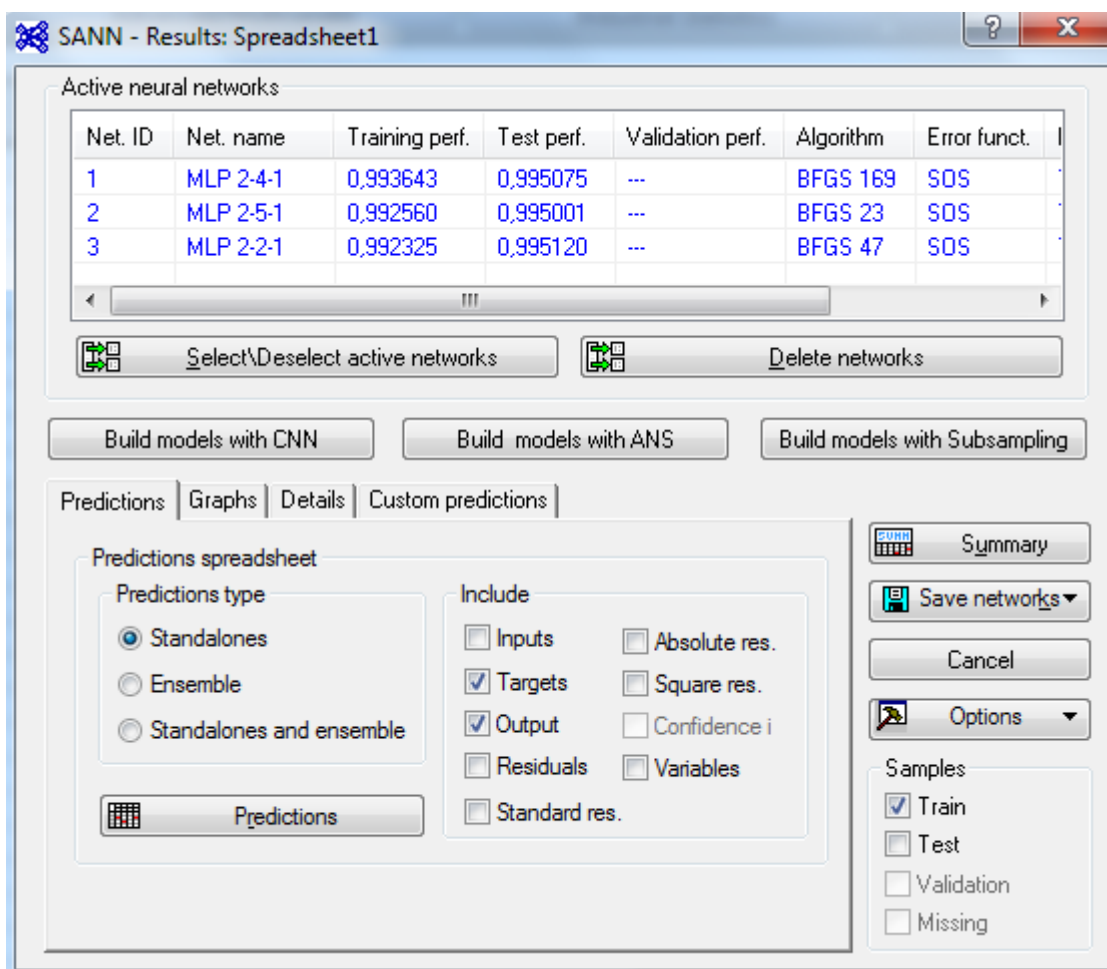 SANN - Results: Spreadsheet1
?
X
Active neural networks
Net. ID Net. name Training perf. Test perf. Validation perf. Algorithm Error funct.
1 MLP 2-4-1 0,993643 0,995075 --- BFGS 169 SOS
2 MLP 2-5-1 0,992560 0,995001 --- BFGS 23 SOS
3 MLP 2-2-1 0,992325 0,995120 --- BFGS 47 SOS
Select\Deselect active networks Delete networks
Build models with CNN Build models with ANS Build models with Subsampling
Predictions Graphs Details Custom predictions
Predictions spreadsheet
Predictions type
Standalones
Ensemble
Standalones and ensemble
Predictions
Include
Inputs Absolute res.
Targets Square res.
Output Confidence i
Residuals Variables
Standard res.
SUMM
Summary
Save networks
Cancel
Options
Samples
Train
Test
Validation
Missing